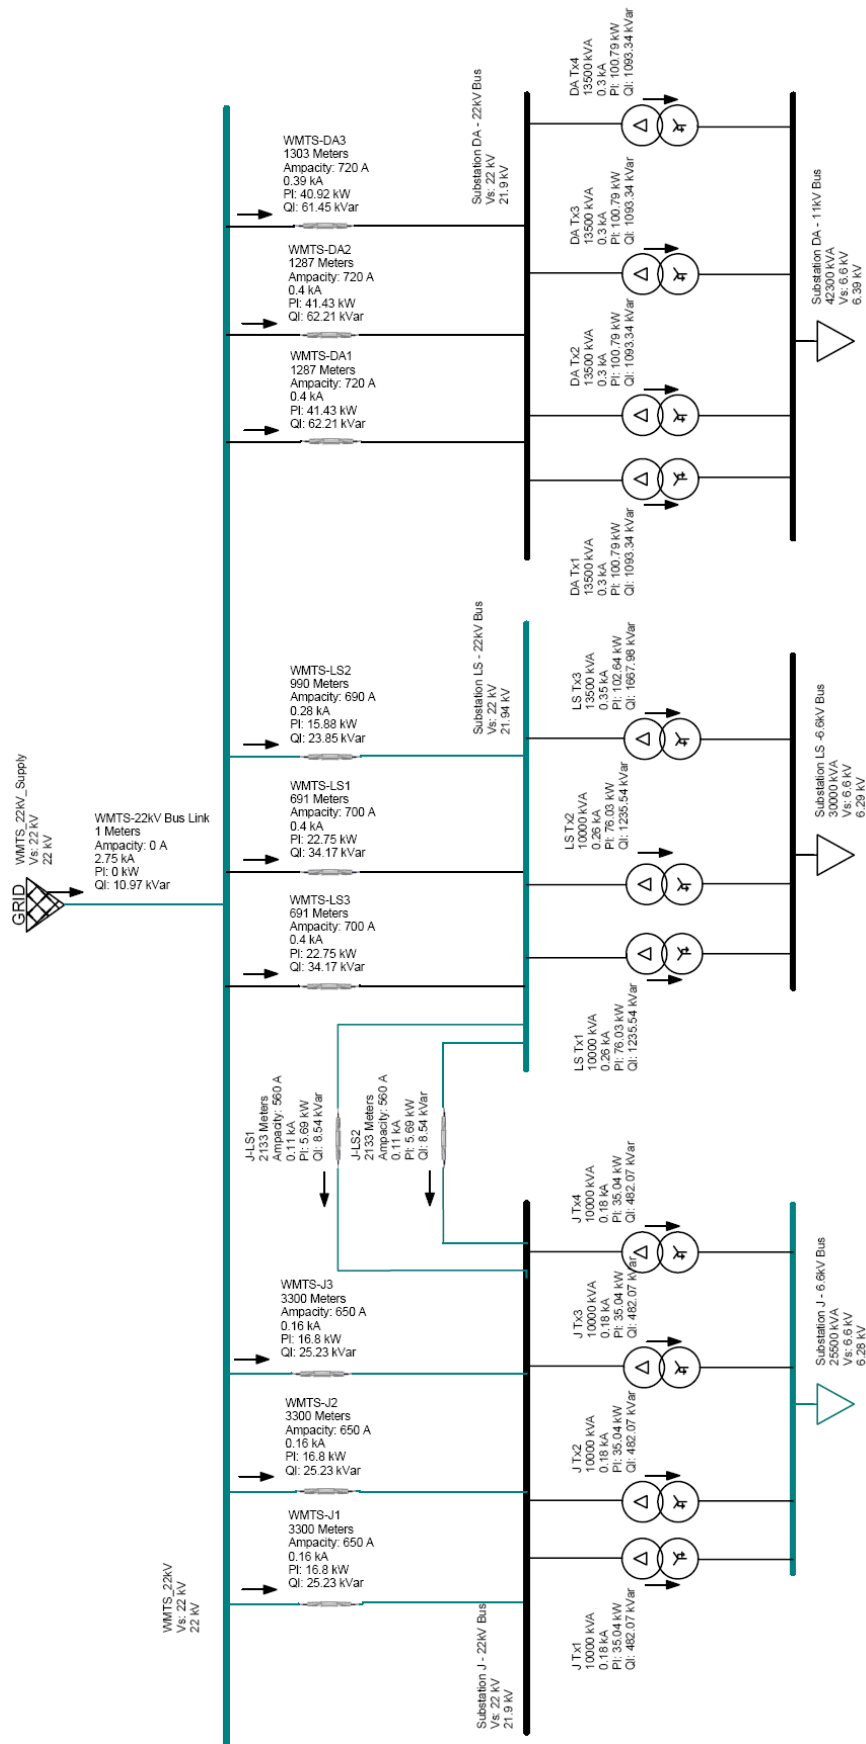 GRID
WMTS_22kV_Supply
Vs: 22 kV
22 kV
WMTS-22kV Bus Link
1 Meters
Ampacity: 0 A
2.75 kA
Pl: 0 kW
Ql: 10.97 kVar
WMTS_22kV
Vs: 22 kV
22 kV
WMTS-DA3
1303 Meters
Ampacity: 720 A
0.39 kA
Pl: 40.92 kW
Ql: 61.45 kVar
WMTS-DA2
1287 Meters
Ampacity: 720 A
0.4 kA
Pl: 41.43 kW
Ql: 62.21 kVar
WMTS-DA1
1287 Meters
Ampacity: 720 A
0.4 kA
Pl: 41.43 kW
Ql: 62.21 kVar
WMTS-LS2
990 Meters
Ampacity: 690 A
0.28 kA
Pl: 15.88 kW
Ql: 23.85 kVar
WMTS-LS1
691 Meters
Ampacity: 700 A
0.4 kA
Pl: 22.75 kW
Ql: 34.17 kVar
WMTS-LS3
691 Meters
Ampacity: 700 A
0.4 kA
Pl: 22.75 kW
Ql: 34.17 kVar
J-LS1
2133 Meters
Ampacity: 560 A
0.11 kA
Pl: 5.69 kW
Ql: 8.54 kVar
J-LS2
2133 Meters
Ampacity: 560 A
0.11 kA
Pl: 5.69 kW
Ql: 8.54 kVar
WMTS-J3
3300 Meters
Ampacity: 650 A
0.16 kA
Pl: 16.8 kW
Ql: 25.23 kVar
WMTS-J2
3300 Meters
Ampacity: 650 A
0.16 kA
Pl: 16.8 kW
Ql: 25.23 kVar
WMTS-J1
3300 Meters
Ampacity: 650 A
0.16 kA
Pl: 16.8 kW
Ql: 25.23 kVar
Substation DA - 22kV Bus
Vs: 22 kV
21.9 kV
Substation LS - 22kV Bus
Vs: 22 kV
21.94 kV
Substation J - 22kV Bus
Vs: 22 kV
21.9 kV
DA Tx4
13500 kVA
0.3 kA
Pl: 100.79 kW
Ql: 1093.34 kVar
DA Tx3
13500 kVA
0.3 kA
Pl: 100.79 kW
Ql: 1093.34 kVar
DA Tx2
13500 kVA
0.3 kA
Pl: 100.79 kW
Ql: 1093.34 kVar
DA Tx1
13500 kVA
0.3 kA
Pl: 100.79 kW
Ql: 1093.34 kVar
LS Tx3
13500 kVA
0.35 kA
Pl: 102.64 kW
Ql: 1667.98 kVar
LS Tx2
10000 kVA
0.26 kA
Pl: 76.03 kW
Ql: 1235.54 kVar
LS Tx1
10000 kVA
0.26 kA
Pl: 76.03 kW
Ql: 1235.54 kVar
J Tx4
10000 kVA
0.18 kA
Pl: 35.04 kW
Ql: 482.07 kVar
J Tx3
10000 kVA
0.18 kA
Pl: 35.04 kW
Ql: 482.07 kVar
J Tx2
10000 kVA
0.18 kA
Pl: 35.04 kW
Ql: 482.07 kVar
J Tx1
10000 kVA
0.18 kA
Pl: 35.04 kW
Ql: 482.07 kVar
Substation DA - 11kV Bus
42300 kVA
Vs: 6.6 kV
6.39 kV
Substation LS -6.6kV Bus
30000 kVA
Vs: 6.6 kV
6.29 kV
Substation J - 6.6kV Bus
25500 kVA
Vs: 6.6 kV
6.28 kV